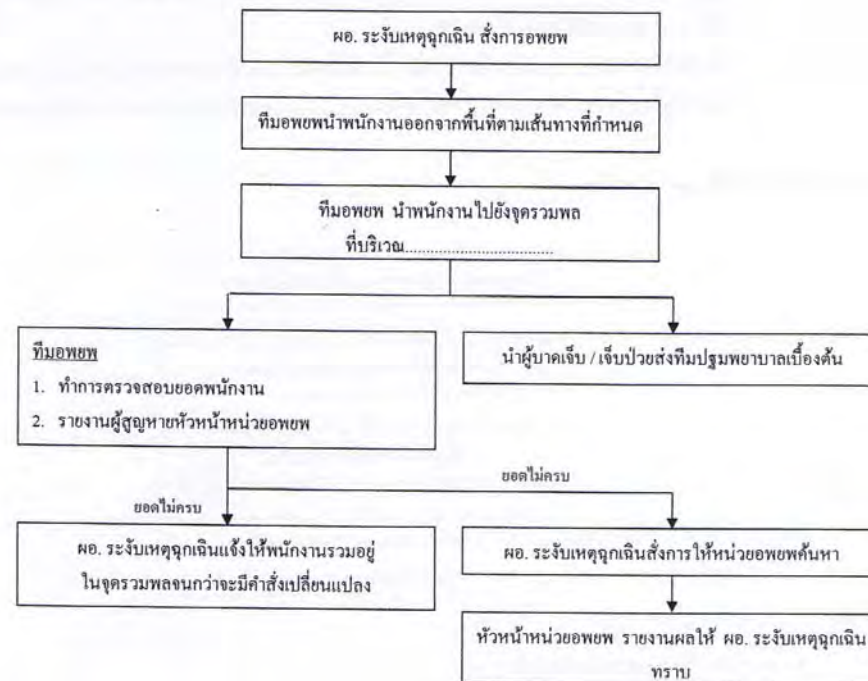 ผอ. ระงับเหตุฉุกเฉิน สั่งการอพยพ
ทีมอพยพนำพนักงานออกจากพื้นที่ตามเส้นทางที่กำหนด
ทีมอพยพ นำพนักงานไปยังจุดรวมพล
ที่บริเวณ....................................
ทีมอพยพ
1. ทำการตรวจสอบยอดพนักงาน
2. รายงานผู้สูญหายหัวหน้าหน่วยอพยพ
นำผู้บาดเจ็บ / เจ็บป่วยส่งทีมปฐมพยาบาลเบื้องต้น
ยอดไม่ครบ
ยอดไม่ครบ
ผอ. ระงับเหตุฉุกเฉินแจ้งให้พนักงานรวมอยู่
ในจุดรวมพลจนกว่าจะมีคำสั่งเปลี่ยนแปลง
ผอ. ระงับเหตุฉุกเฉินสั่งการให้หน่วยอพยพค้นหา
หัวหน้าหน่วยอพยพ รายงานผลให้ ผอ. ระงับเหตุฉุกเฉิน
ทราบ